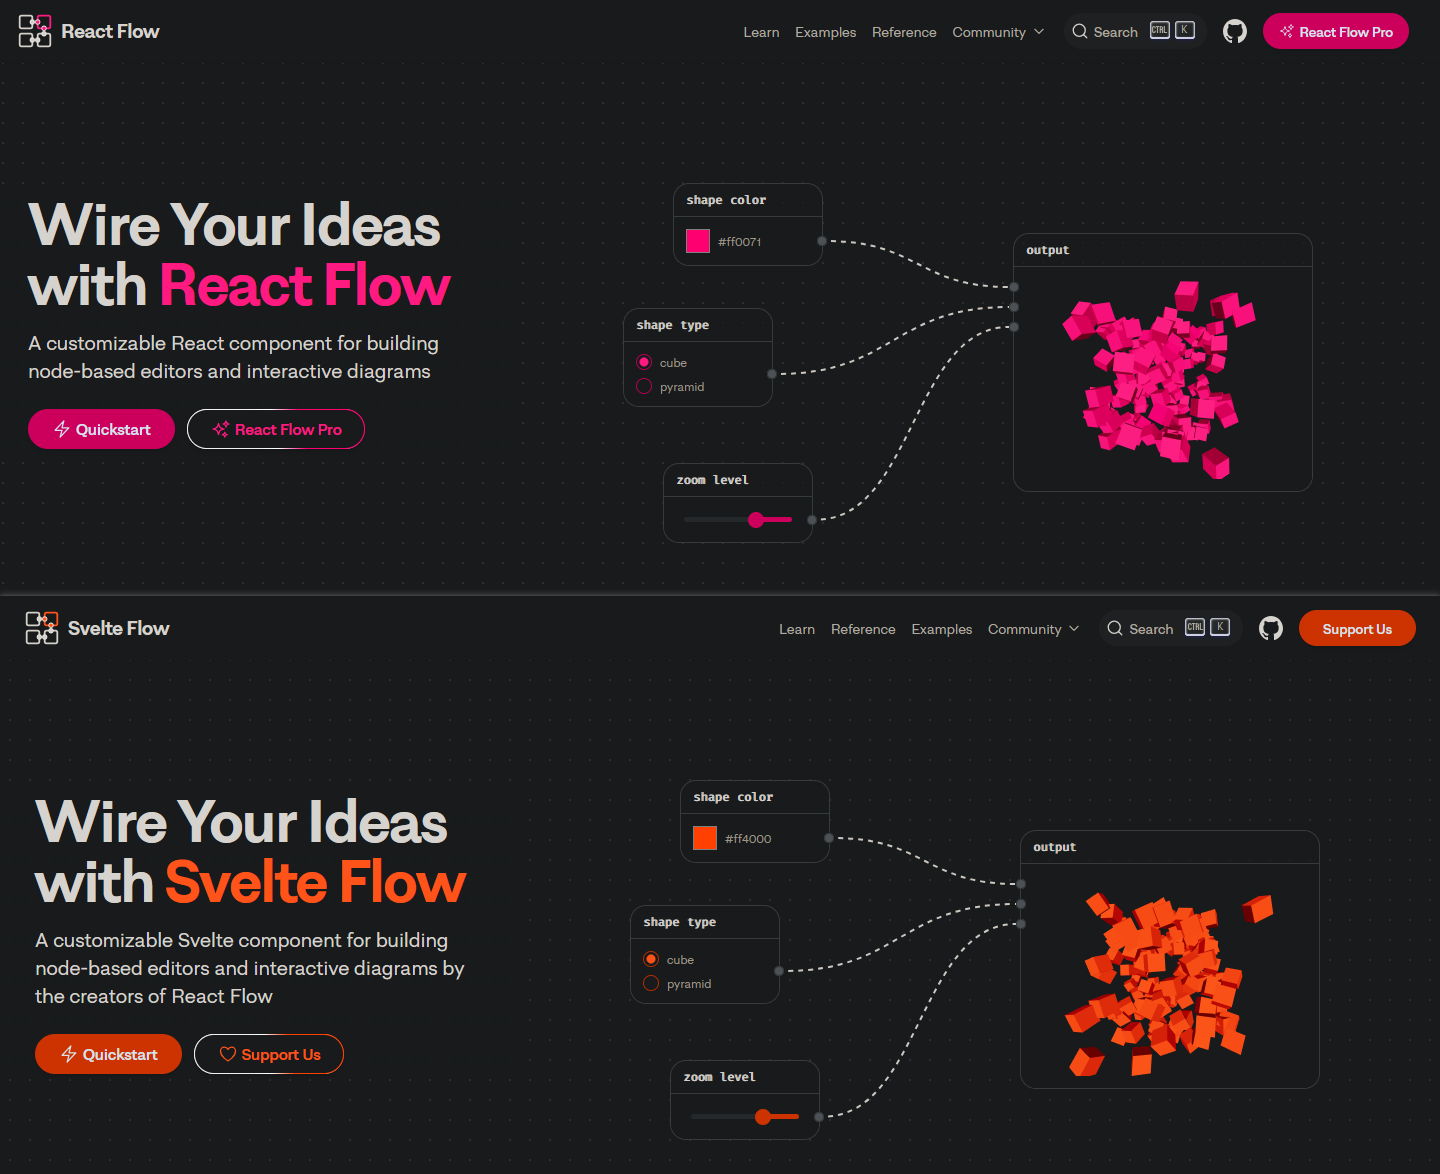 React Flow
Learn Examples Reference Community Search CTRL K React Flow Pro
Wire Your Ideas
with React Flow
A customizable React component for building
node-based editors and interactive diagrams
Quickstart React Flow Pro
shape color
#ff0071
shape type
cube
pyramid
zoom level
output
Svelte Flow
Learn Reference Examples Community Search CTRL K Support Us
Wire Your Ideas
with Svelte Flow
A customizable Svelte component for building
node-based editors and interactive diagrams by
the creators of React Flow
Quickstart Support Us
shape color
#ff4000
shape type
cube
pyramid
zoom level
output